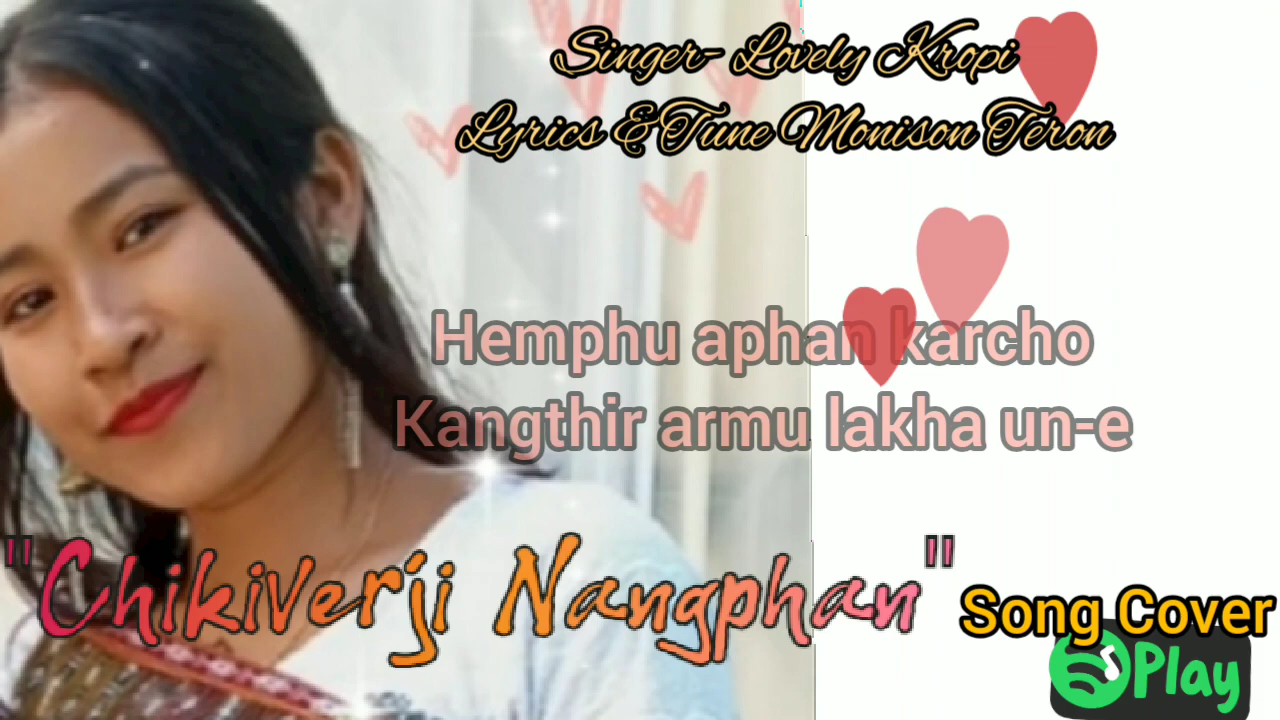 Singer- Lovely Kropi
Lyrics & Tune Monison Teron
Hemphu aphan karcho
Kangthir armu lakha un-e
"Chikiverji Nangphan"
Song Cover
Play